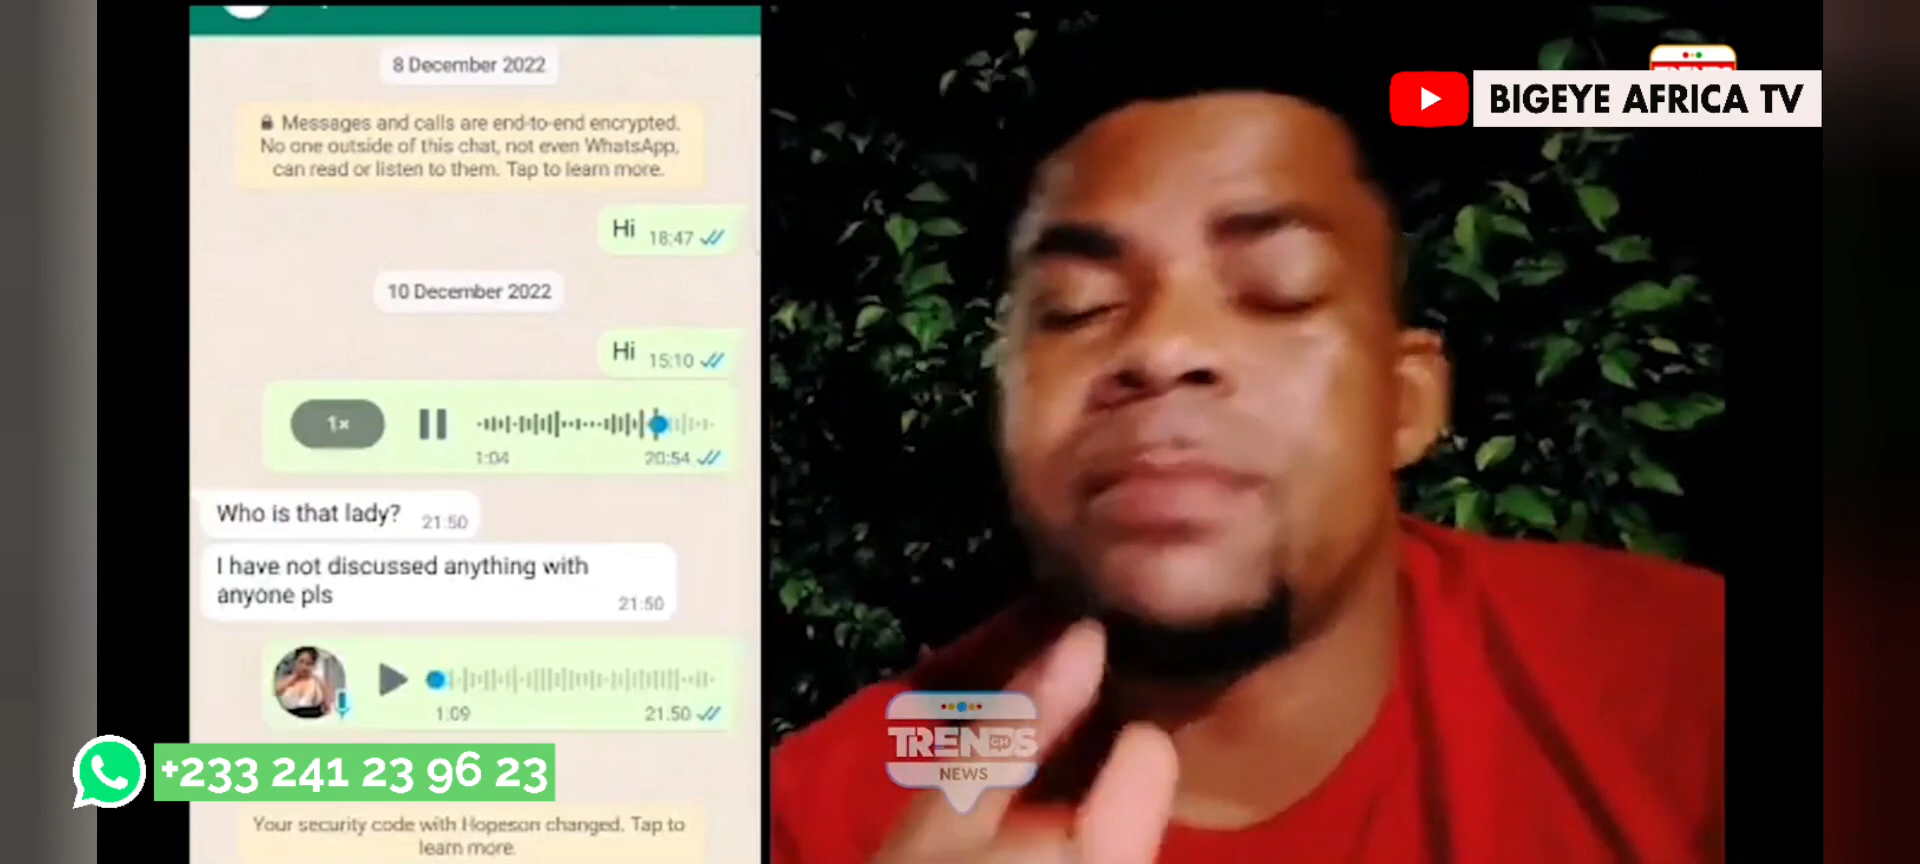 8 December 2022
Messages and calls are end-to-end encrypted.
No one outside of this chat, not even WhatsApp,
can read or listen to them. Tap to learn more.
Hi 18:47
10 December 2022
Hi 15:10
1×
1:04 20:54
Who is that lady? 21:50
I have not discussed anything with
anyone pls 21:50
1:09 21:50
+233 241 23 96 23
Your security code with Hopeson changed. Tap to
learn more.
BIGEYE AFRICA TV
TRENDS GH
NEWS